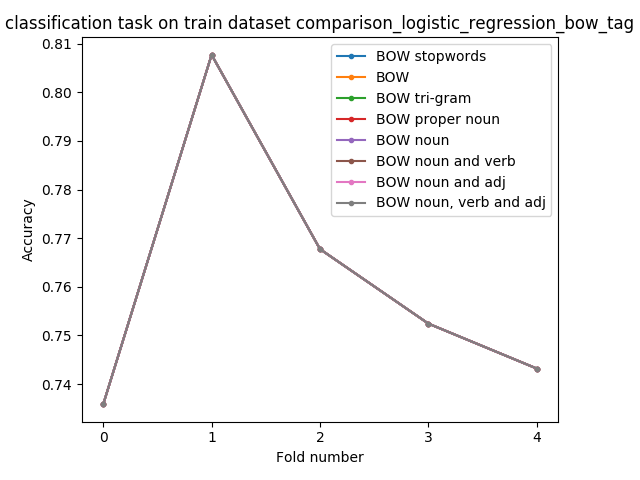 classification task on train dataset comparison_logistic_regression_bow_tag
0.81
0.80
0.79
0.78
0.77
0.76
0.75
0.74
Accuracy
BOW stopwords
BOW
BOW tri-gram
BOW proper noun
BOW noun
BOW noun and verb
BOW noun and adj
BOW noun, verb and adj
0 1 2 3 4
Fold number